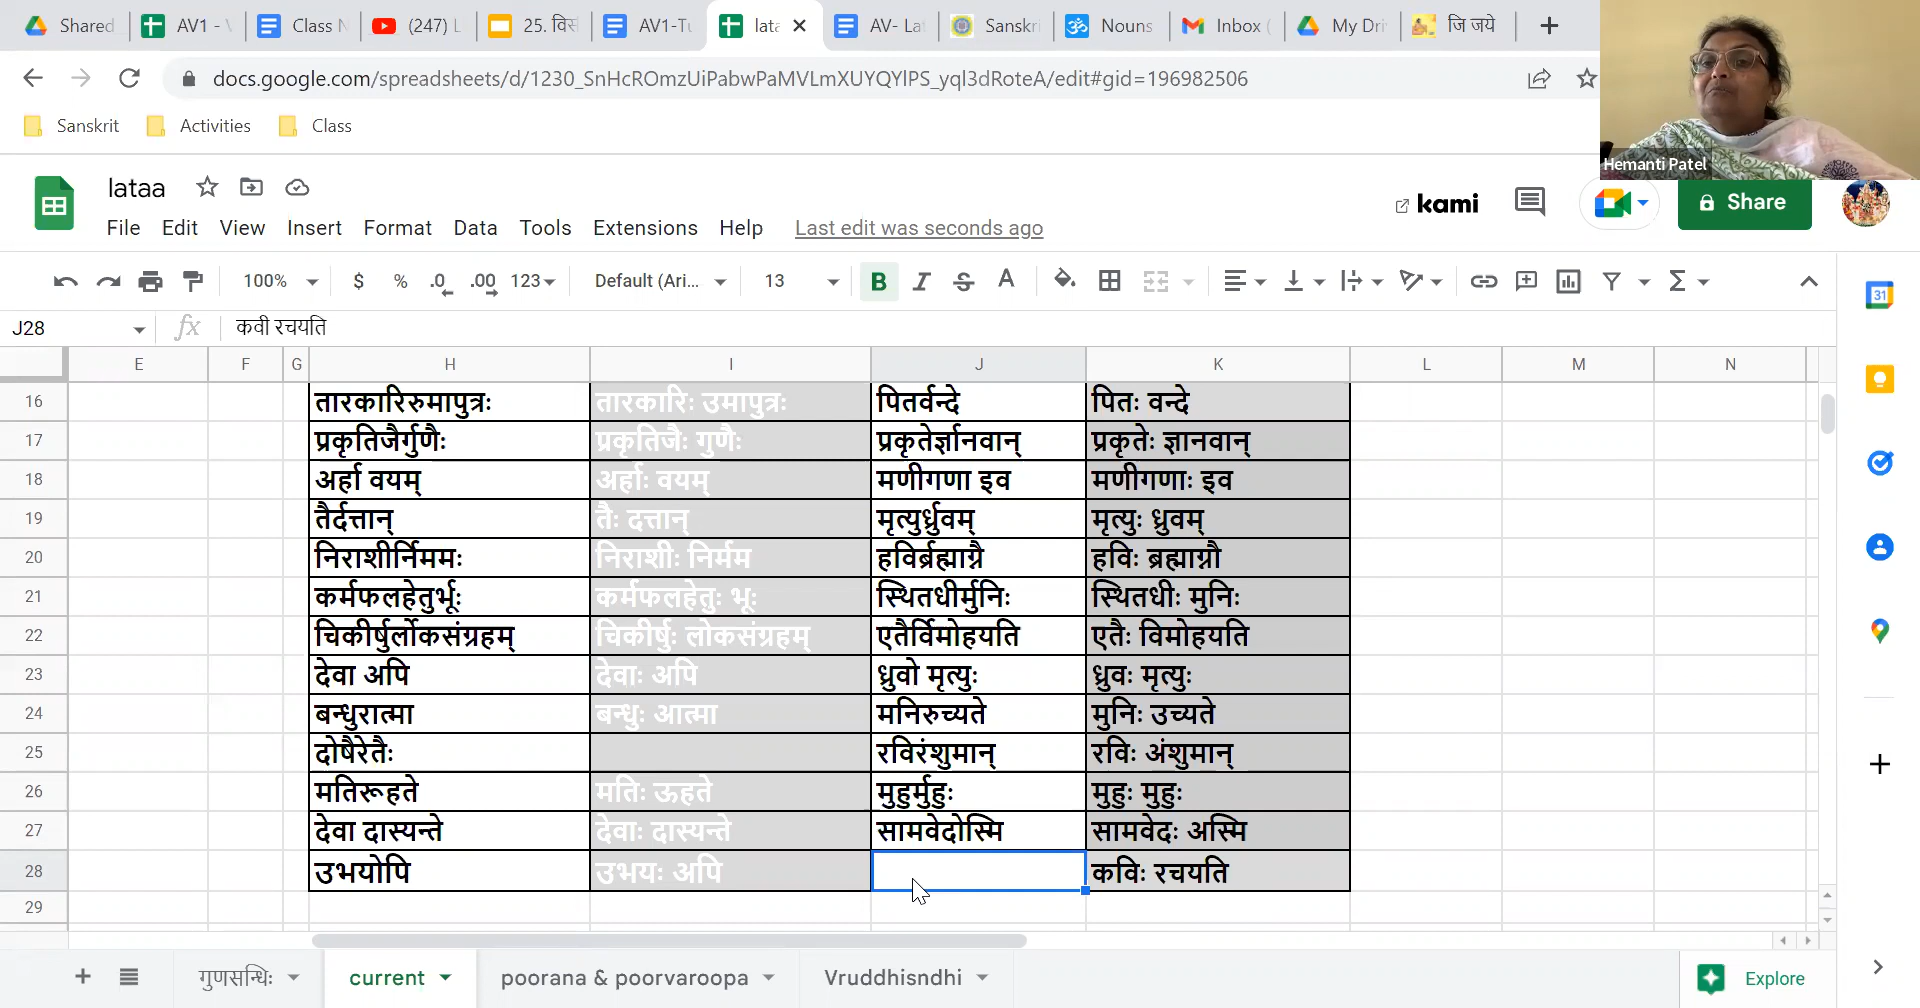 Shared
AV1 -
Class N
(247) L
25. विस
AV1-Tu
lata
AV- La
Sanskri
Nouns
Inbox (
My Dri
जि जये
docs.google.com/spreadsheets/d/1230_SnHcROmzUiPabwPaMVLmXUYQYlPS_yql3dRoteA/edit#gid=196982506
Sanskrit Activities Class
Hemanti Patel
lataa
kami
Share
File Edit View Insert Format Data Tools Extensions Help Last edit was seconds ago
100% $ % .0 .00 123 Default (Ari... 13 B I S A
31
J28 fx कवी रचयति
E F G H I J K L M N
16 तारकारिरुमापुत्रः तारकारिः उमापुत्रः पितर्वन्दे पितः वन्दे
17 प्रकृतिजैर्गुणैः प्रकृतिजैः गुणैः प्रकृतेर्ज्ञानवान् प्रकृतेः ज्ञानवान्
18 अर्हा वयम् अर्हाः वयम् मणीगणा इव मणीगणाः इव
19 तैर्दत्तान् तैः दत्तान् मृत्युर्ध्रुवम् मृत्युः ध्रुवम्
20 निराशीर्निममः निराशीः निर्मम हविर्ब्रह्माग्नै हविः ब्रह्माग्नौ
21 कर्मफलहेतुर्भूः कर्मफलहेतुः भूः स्थितधीर्मुनिः स्थितधीः मुनिः
22 चिकीर्षुर्लोकसंग्रहम् चिकीर्षुः लोकसंग्रहम् एतैर्विमोहयति एतैः विमोहयति
23 देवा अपि देवाः अपि ध्रुवो मृत्युः ध्रुवः मृत्युः
24 बन्धुरात्मा बन्धुः आत्मा मनिरुच्यते मुनिः उच्यते
25 दोषैरेतैः रविरंशुमान् रविः अंशुमान्
26 मतिरूहते मतिः ऊहते मुहुर्मुहुः मुहुः मुहुः
27 देवा दास्यन्ते देवाः दास्यन्ते सामवेदोस्मि सामवेदः अस्मि
28 उभयोपि उभयः अपि कविः रचयति
29
गुणसन्धिः current poorana & poorvaroopa Vruddhisndhi Explore